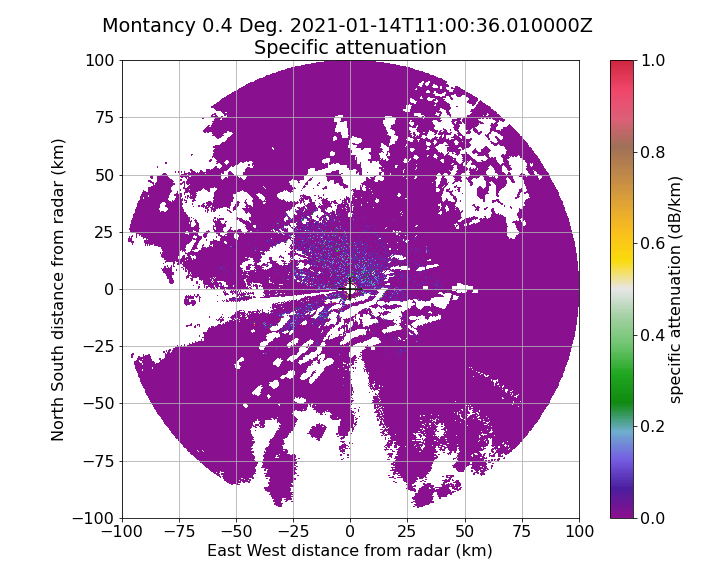 Montancy 0.4 Deg. 2021-01-14T11:00:36.010000Z
Specific attenuation
100
75
50
25
0
−25
−50
−75
−100
−100 −75 −50 −25 0 25 50 75 100
East West distance from radar (km)
North South distance from radar (km)
1.0
0.8
0.6
0.4
0.2
0.0
specific attenuation (dB/km)